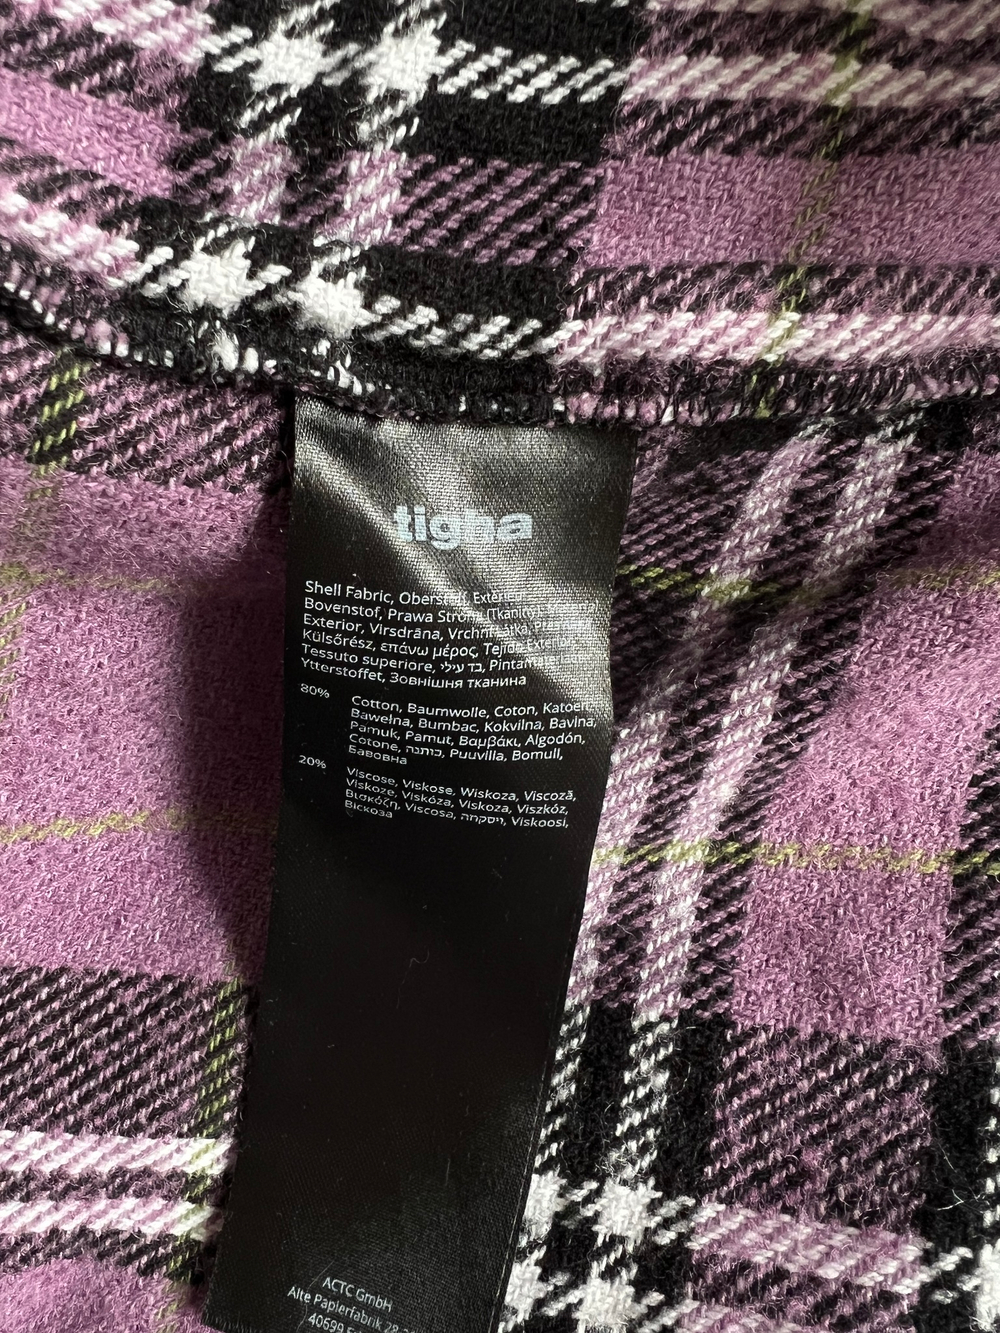 tigha
Shell Fabric, Oberstoff, Extérieur,
Bovenstof, Prawa Strona (Tkaniny),
Exterior, Virsdrāna, Vrchní Látka,
Külsőrész, επάνω μέρος, Tejido Exterior,
Tessuto superiore, בד עילי, Pintamateriaali,
Ytterstoffet, Зовнішня тканина
80%
Cotton, Baumwolle, Coton, Katoen,
Bawełna, Bumbac, Kokvilna, Bavlna,
Pamuk, Pamut, Βαμβάκι, Algodón,
Cotone, כותנה, Puuvilla, Bomull,
Бавовна
20%
Viscose, Viskose, Wiskoza, Viscoză,
Viskoze, Viskóza, Viskoza, Viszkóz,
Βισκόζη, Viscosa, ויסקוזה, Viskoosi,
Віскоза
ACTC GmbH
Alte Papierfabrik 28
40699